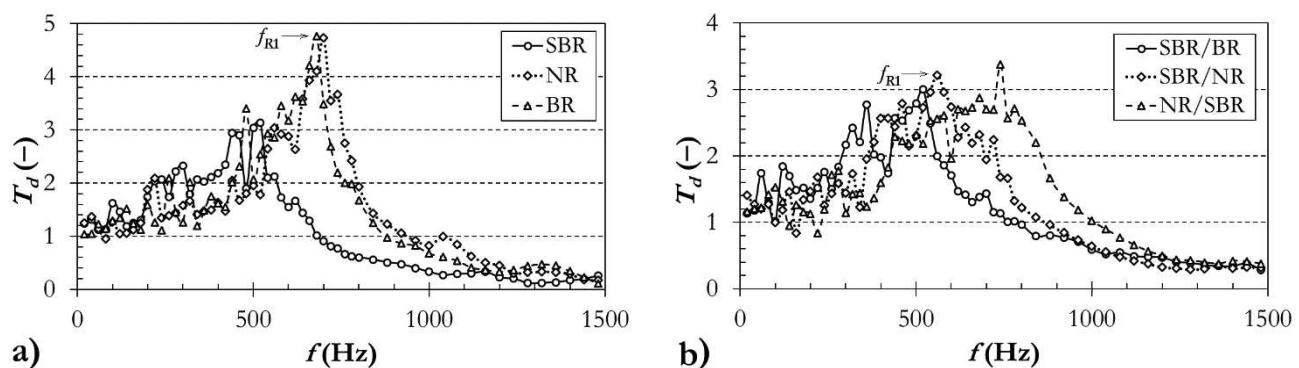 5
4
3
2
1
0
0
500
1000
1500
T_d (–)
f (Hz)
f_R1
SBR
NR
BR
a)
4
3
2
1
0
0
500
1000
1500
T_d (–)
f (Hz)
f_R1
SBR/BR
SBR/NR
NR/SBR
b)